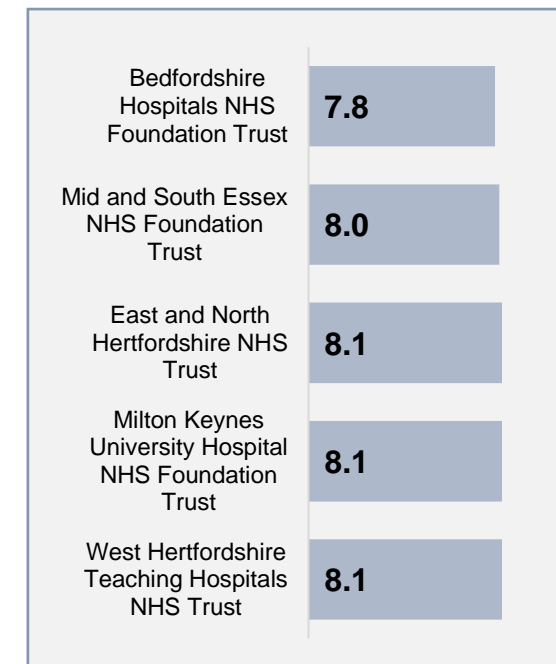 Bedfordshire
Hospitals NHS
Foundation Trust
7.8
Mid and South Essex
NHS Foundation
Trust
8.0
East and North
Hertfordshire NHS
Trust
8.1
Milton Keynes
University Hospital
NHS Foundation
Trust
8.1
West Hertfordshire
Teaching Hospitals
NHS Trust
8.1